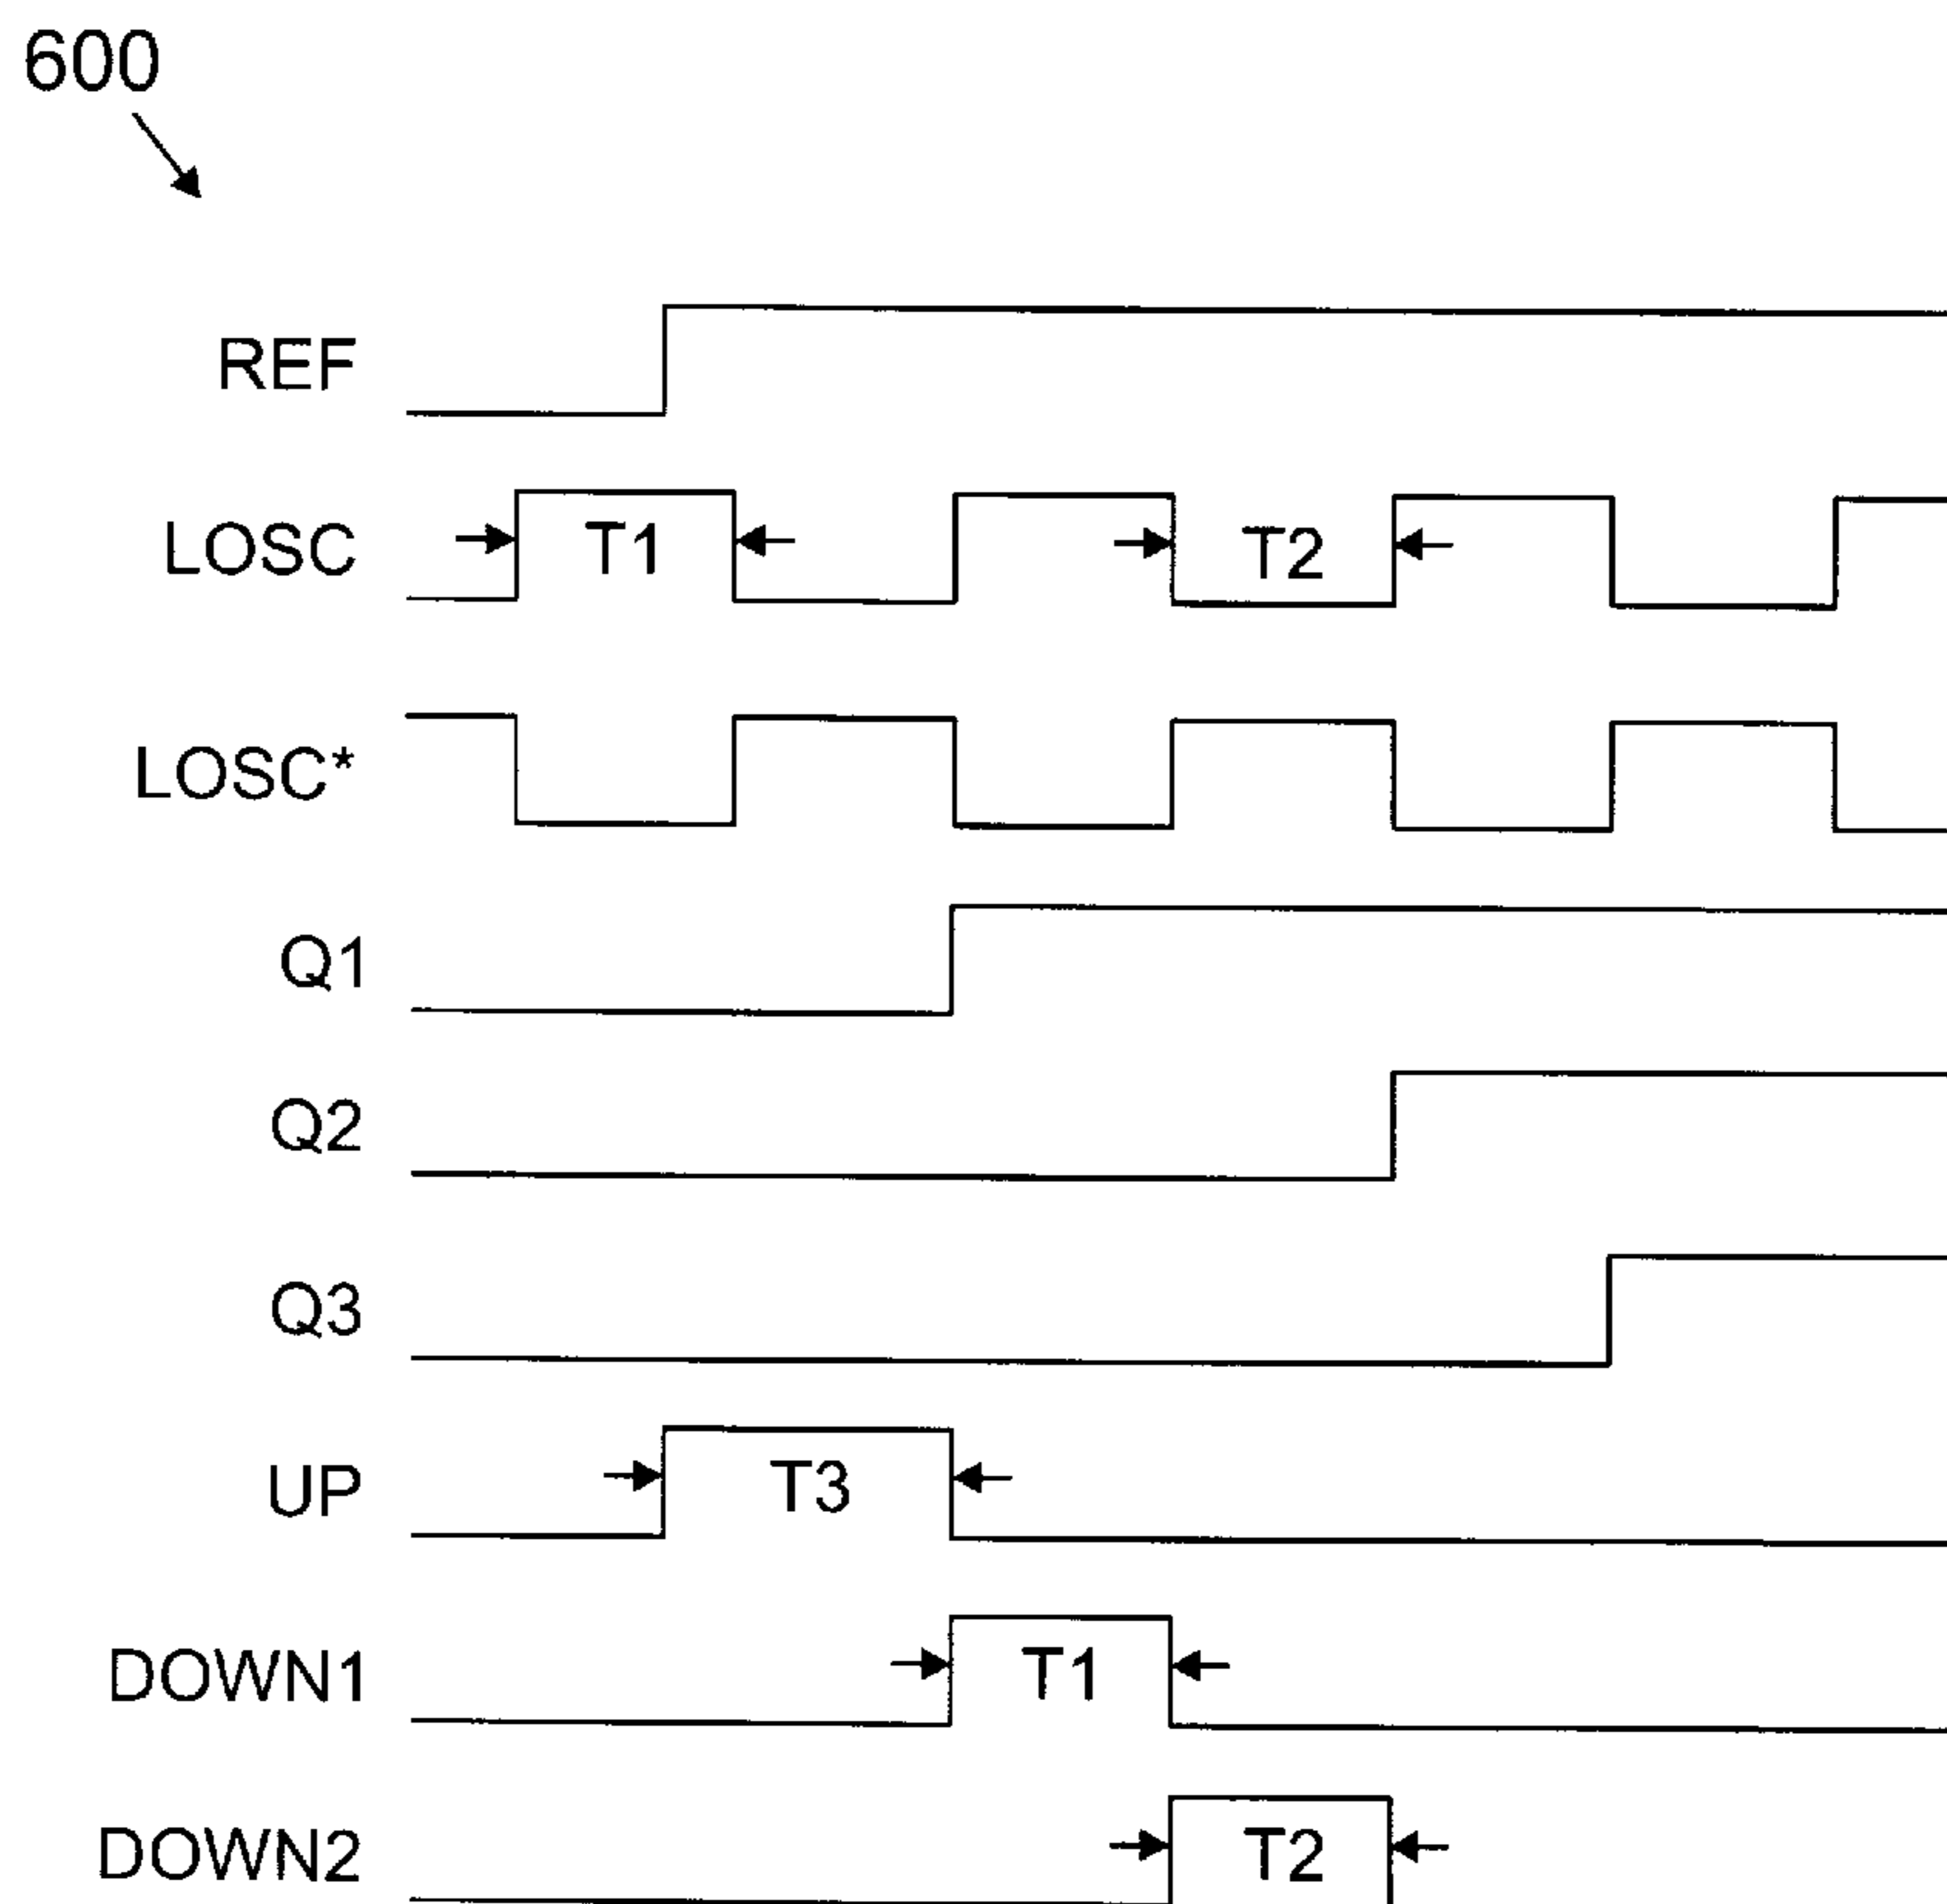 600
REF
LOSC T1 T2
LOSC*
Q1
Q2
Q3
UP T3
DOWN1 T1
DOWN2 T2